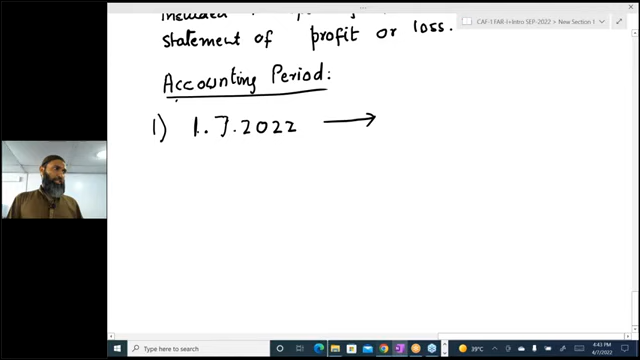 CAF-1 FAR-I+Intro SEP-2022 > New Section 1
statement of profit or loss.
Accounting Period:
1) 1.7.2022 →
Type here to search
39°C
4:43 PM
4/7/2022